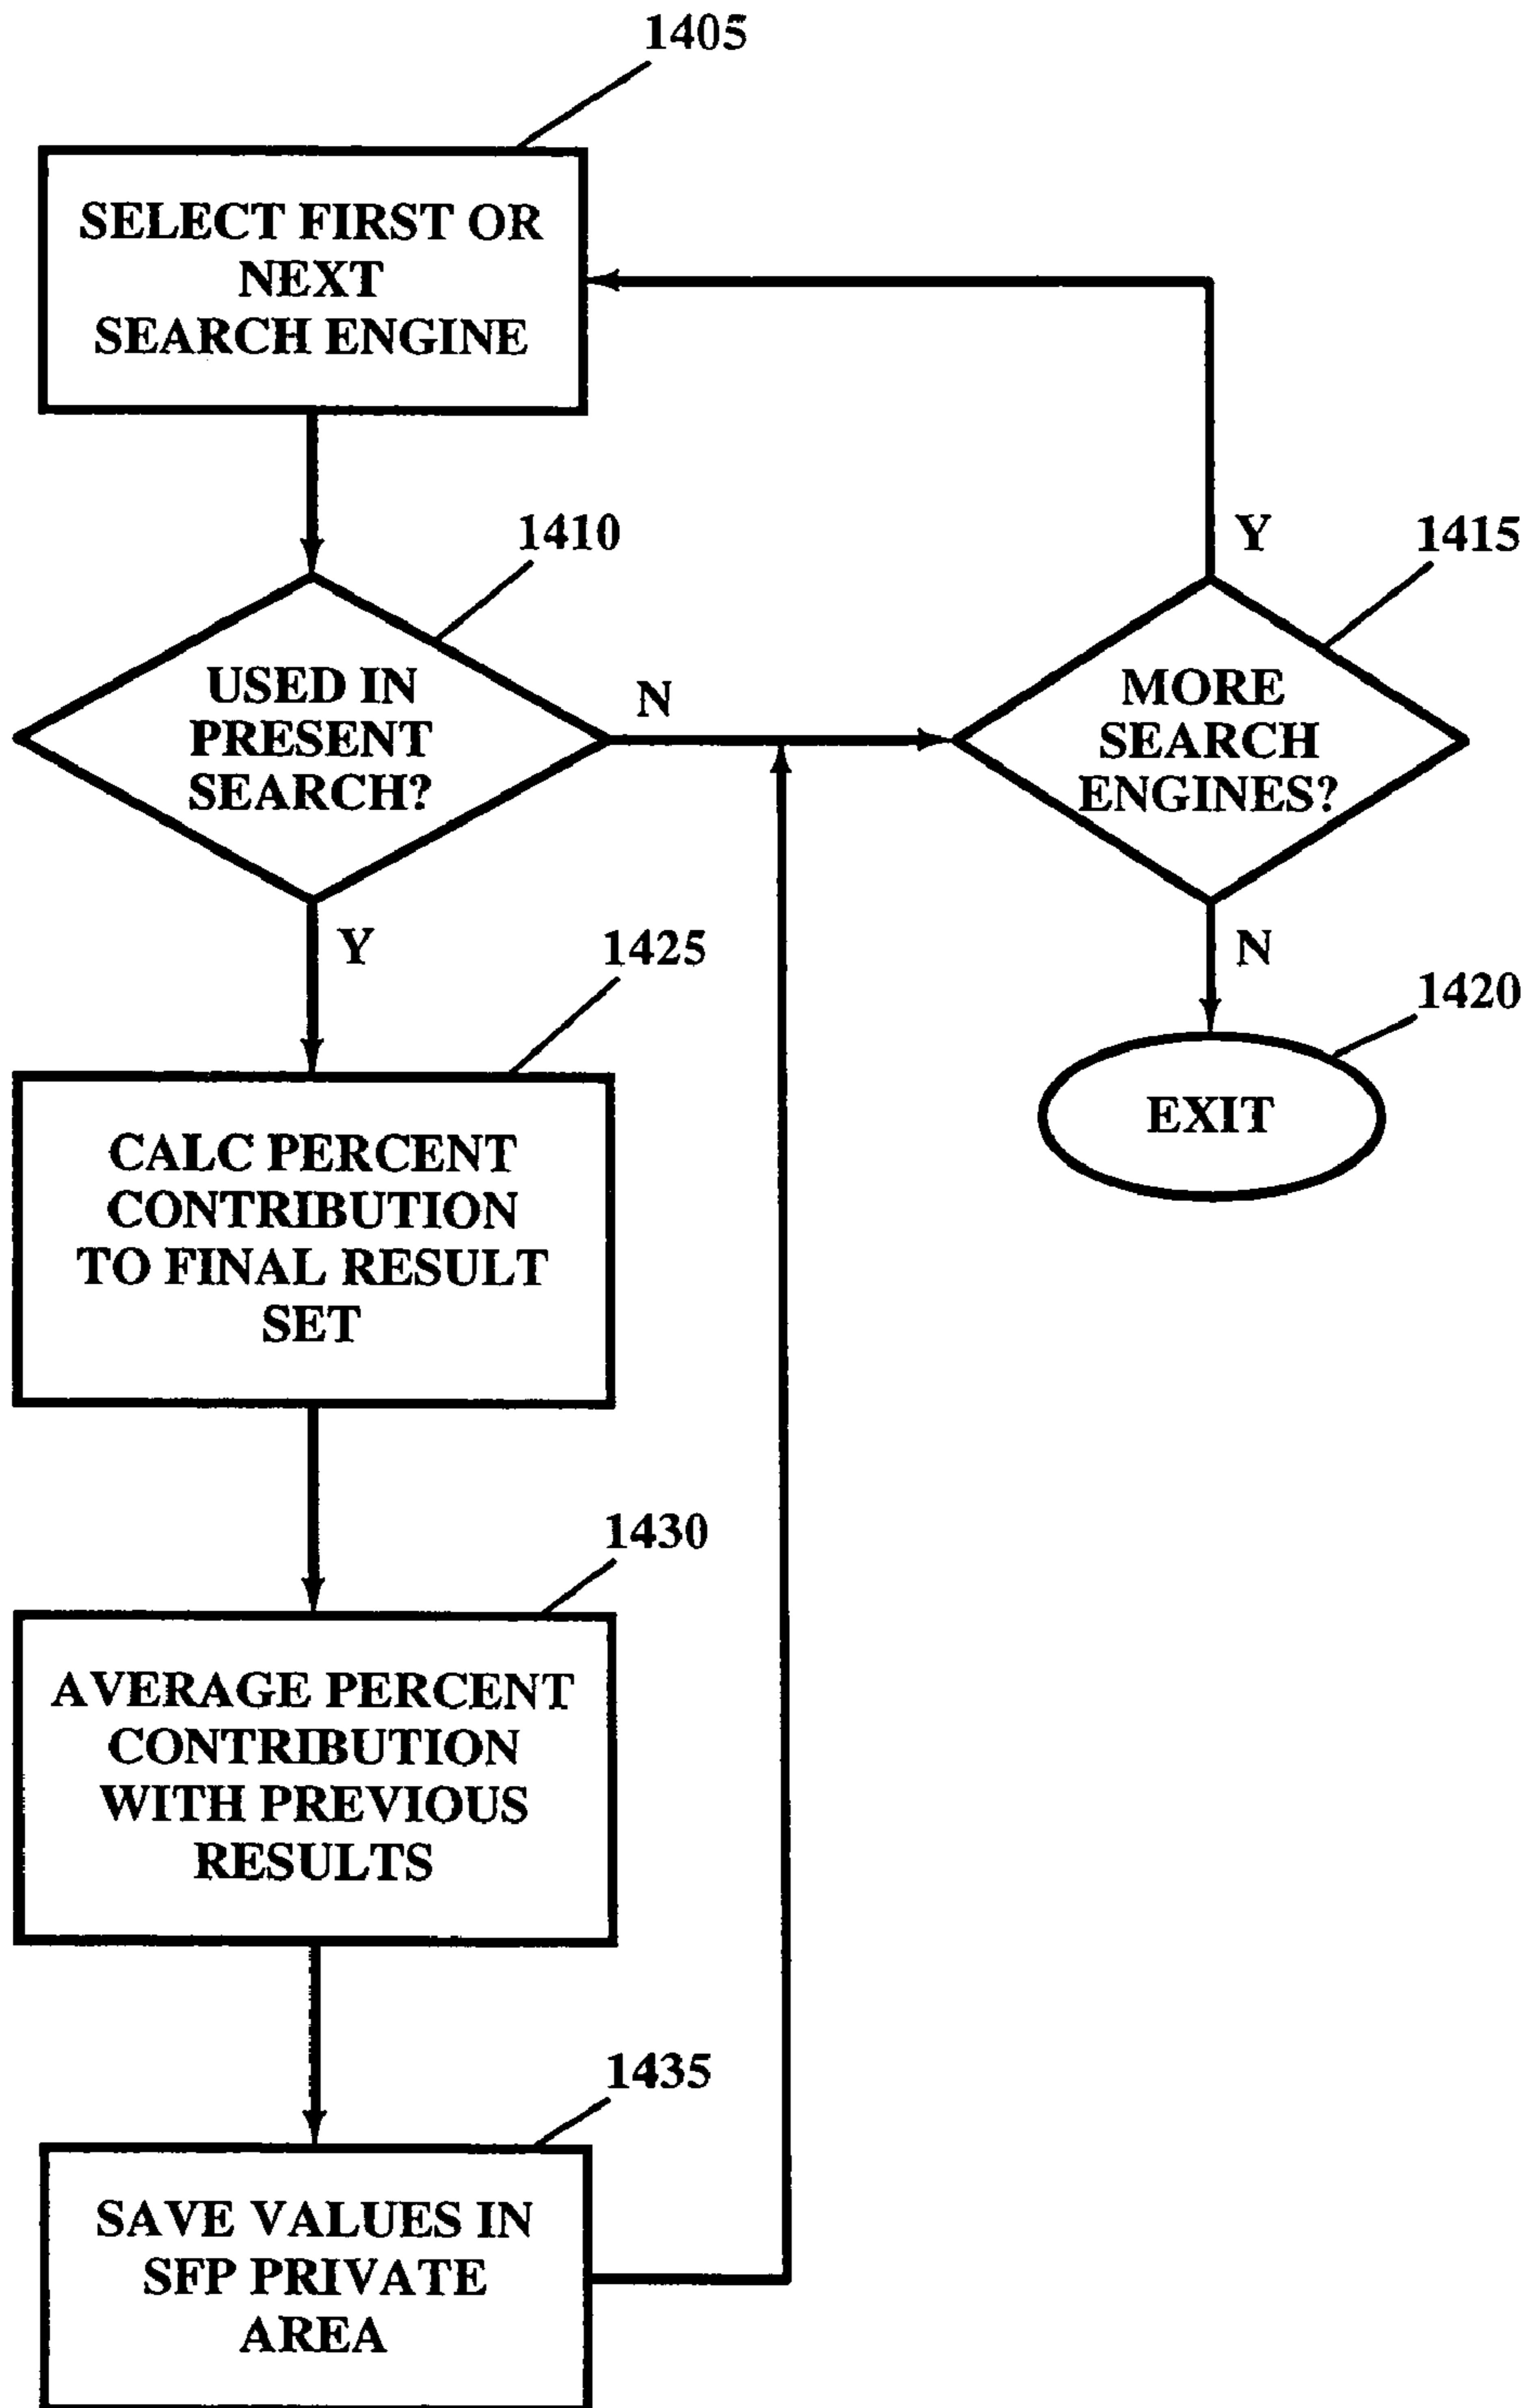 1405
SELECT FIRST OR
NEXT
SEARCH ENGINE
1410
Y
1415
USED IN
PRESENT
SEARCH?
N
MORE
SEARCH
ENGINES?
Y
1425
N
1420
CALC PERCENT
CONTRIBUTION
TO FINAL RESULT
SET
EXIT
1430
AVERAGE PERCENT
CONTRIBUTION
WITH PREVIOUS
RESULTS
1435
SAVE VALUES IN
SFP PRIVATE
AREA